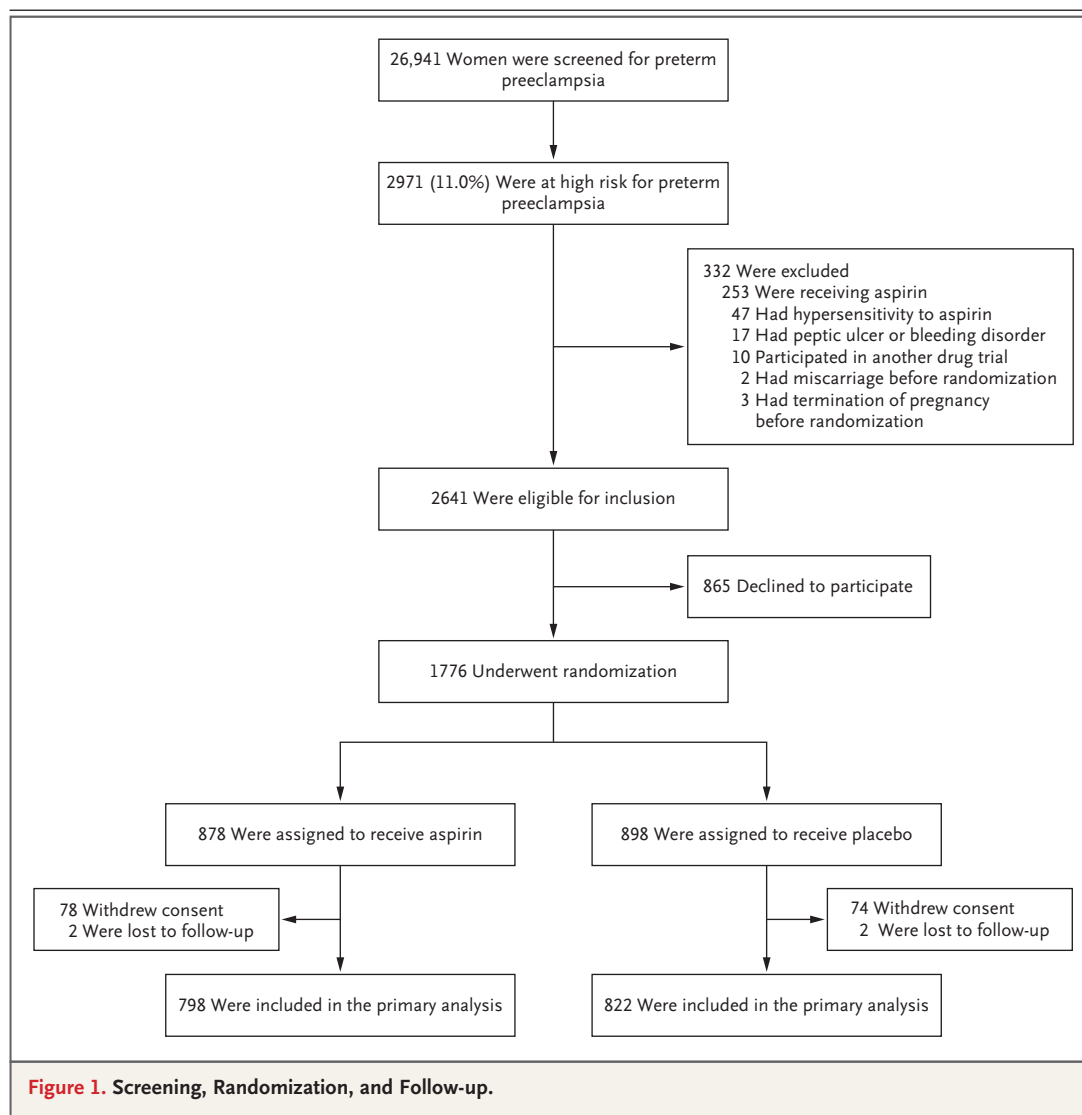 26,941 Women were screened for preterm
preeclampsia
2971 (11.0%) Were at high risk for preterm
preeclampsia
332 Were excluded
253 Were receiving aspirin
47 Had hypersensitivity to aspirin
17 Had peptic ulcer or bleeding disorder
10 Participated in another drug trial
2 Had miscarriage before randomization
3 Had termination of pregnancy
before randomization
2641 Were eligible for inclusion
865 Declined to participate
1776 Underwent randomization
878 Were assigned to receive aspirin
898 Were assigned to receive placebo
78 Withdrew consent
2 Were lost to follow-up
74 Withdrew consent
2 Were lost to follow-up
798 Were included in the primary analysis
822 Were included in the primary analysis
Figure 1. Screening, Randomization, and Follow-up.